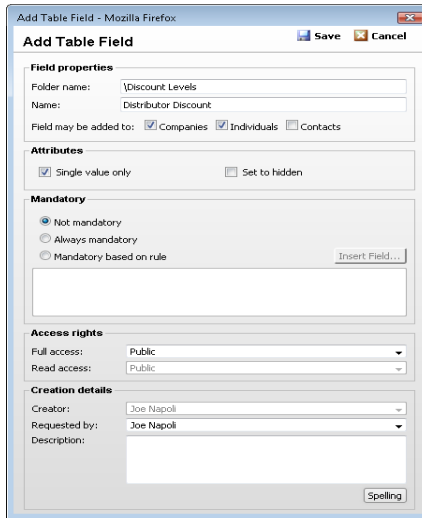 Add Table Field - Mozilla Firefox
Add Table Field
Save Cancel
Field properties
Folder name: \Discount Levels
Name: Distributor Discount
Field may be added to: Companies Individuals Contacts
Attributes
Single value only Set to hidden
Mandatory
Not mandatory
Always mandatory
Mandatory based on rule Insert Field...
Access rights
Full access: Public
Read access: Public
Creation details
Creator: Joe Napoli
Requested by: Joe Napoli
Description:
Spelling